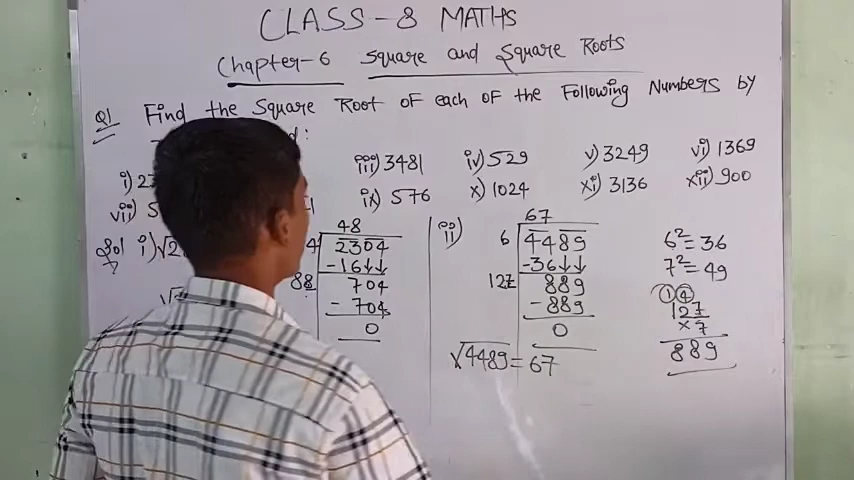 CLASS - 8 MATHS
Chapter-6 Square and Square Roots
Q1 Find the Square Root of each of the Following Numbers by
i) 2 iii) 3481 iv) 529 v) 3249 vi) 1369
vii) 5 ix) 576 x) 1024 xi) 3136 xii) 900
Sol i) √2
48
4 2304
-16↓↓
88 704
- 704
0
ii)
67
6 4489
-36↓↓
127 889
- 889
0
√4489 = 67
6² = 36
7² = 49
① ④
127
×7
889